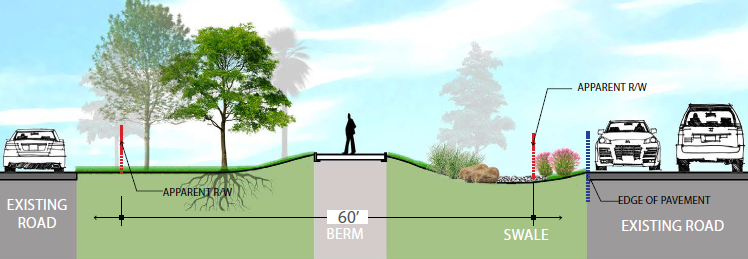 APPARENT R/W
APPARENT R/W
EXISTING
ROAD
60’
BERM
SWALE
EDGE OF PAVEMENT
EXISTING ROAD